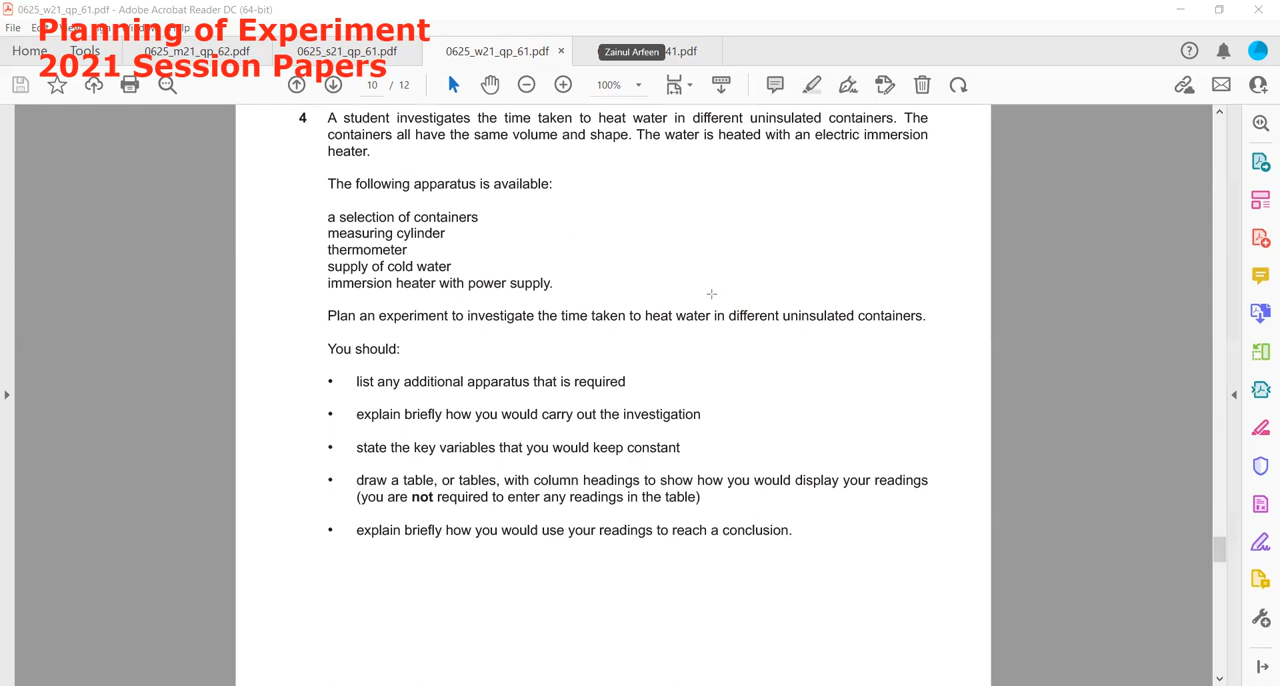 0625_w21_qp_61.pdf - Adobe Acrobat Reader DC (64-bit)
File
Planning of Experiment
2021 Session Papers
Home
Tools
0625_m21_qp_62.pdf
0625_s21_qp_61.pdf
0625_w21_qp_61.pdf ×
Zainul Arfeen
41.pdf
10 / 12
100%
4 A student investigates the time taken to heat water in different uninsulated containers. The
containers all have the same volume and shape. The water is heated with an electric immersion
heater.
The following apparatus is available:
a selection of containers
measuring cylinder
thermometer
supply of cold water
immersion heater with power supply.
Plan an experiment to investigate the time taken to heat water in different uninsulated containers.
You should:
• list any additional apparatus that is required
• explain briefly how you would carry out the investigation
• state the key variables that you would keep constant
• draw a table, or tables, with column headings to show how you would display your readings
(you are not required to enter any readings in the table)
• explain briefly how you would use your readings to reach a conclusion.